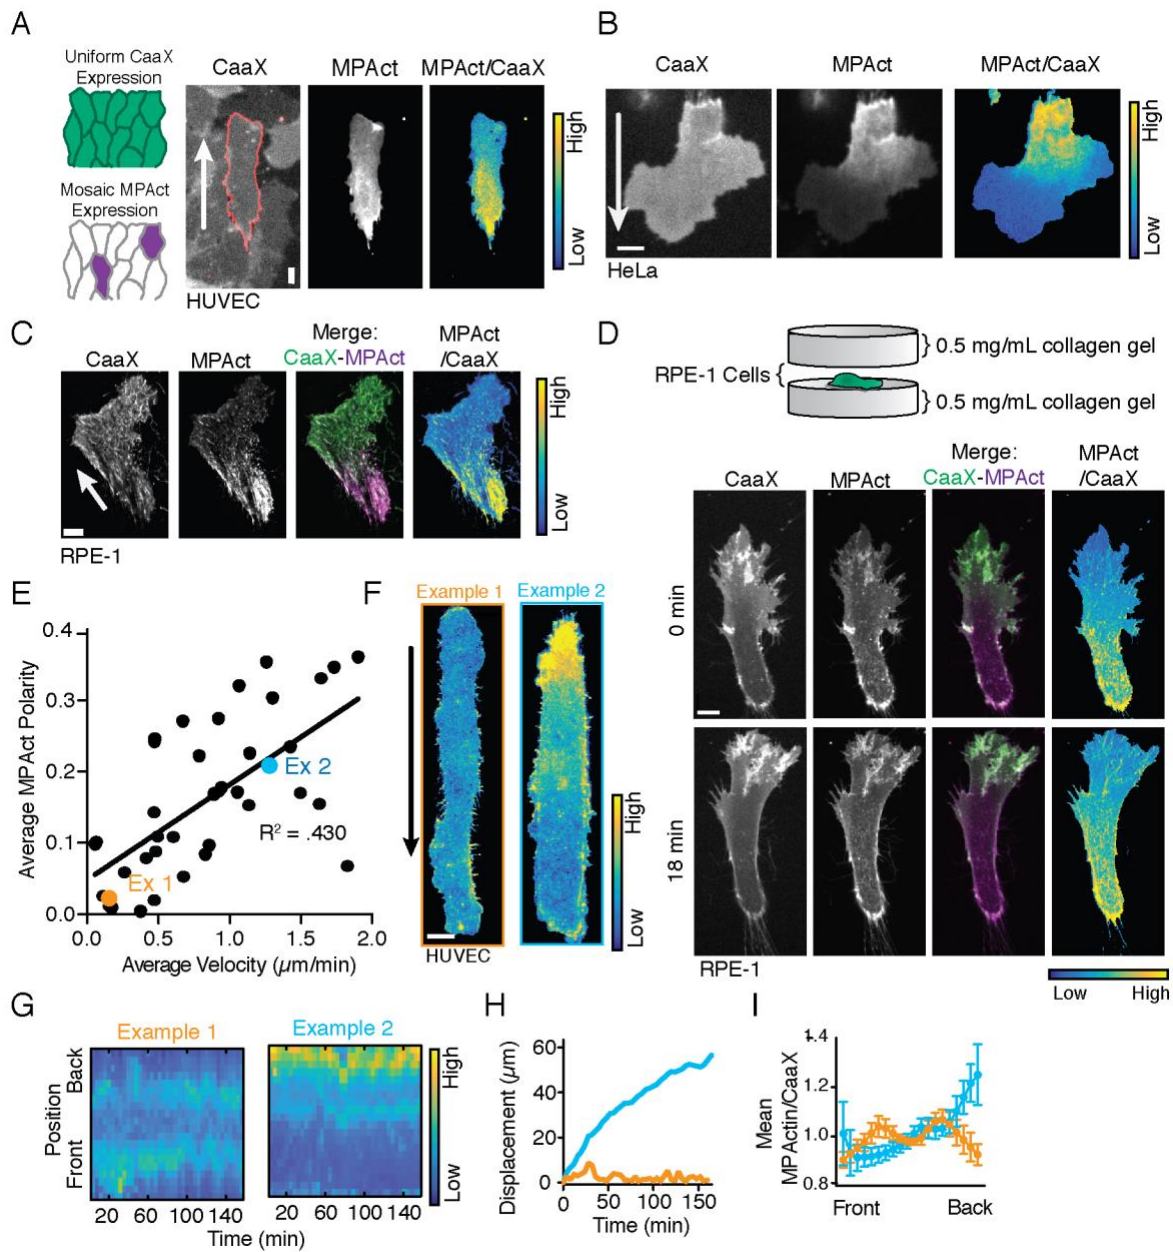 A
Uniform CaaX
Expression
Mosaic MPAct
Expression
CaaX
MPAct
MPAct/CaaX
High
Low
HUVEC
B
CaaX
MPAct
MPAct/CaaX
High
Low
HeLa
C
CaaX
MPAct
Merge:
CaaX-MPAct
MPAct
/CaaX
High
Low
RPE-1
D
RPE-1 Cells
0.5 mg/mL collagen gel
0.5 mg/mL collagen gel
CaaX
MPAct
Merge:
CaaX-MPAct
MPAct
/CaaX
0 min
18 min
RPE-1
Low
High
E
Average MPAct Polarity
0.4
0.3
0.2
0.1
0.0
Ex 2
R² = .430
Ex 1
0.0
0.5
1.0
1.5
2.0
Average Velocity (µm/min)
F
Example 1
Example 2
High
Low
HUVEC
G
Example 1
Example 2
Position
Front
Back
High
Low
20
60
100
140
20
60
100
140
Time (min)
H
Displacement (µm)
60
40
20
0
0
50
100
150
Time (min)
I
Mean
MPActin/CaaX
1.4
1.2
1.0
0.8
Front
Back